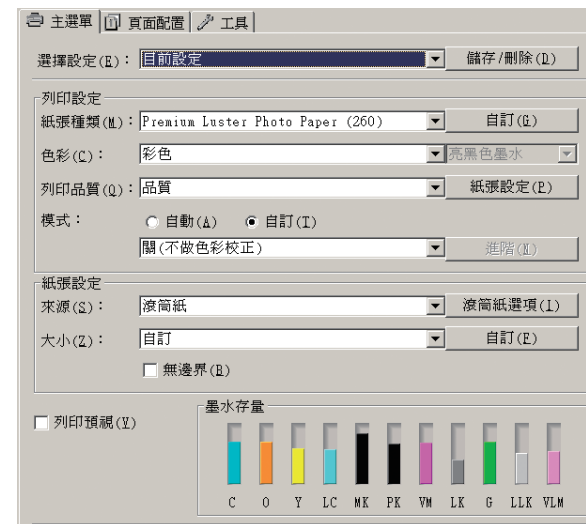 主選單 頁面配置 工具
選擇設定(E)： 目前設定 儲存/刪除(D)
列印設定
紙張種類(M)： Premium Luster Photo Paper (260) 自訂(G)
色彩(C)： 彩色 亮黑色墨水
列印品質(Q)： 品質 紙張設定(P)
模式： 自動(A) 自訂(T)
關(不做色彩校正) 進階(N)
紙張設定
來源(S)： 滾筒紙 滾筒紙選項(I)
大小(Z)： 自訂 自訂(F)
無邊界(B)
列印預視(V)
墨水存量
C O Y LC MK PK VM LK G LLK VLM